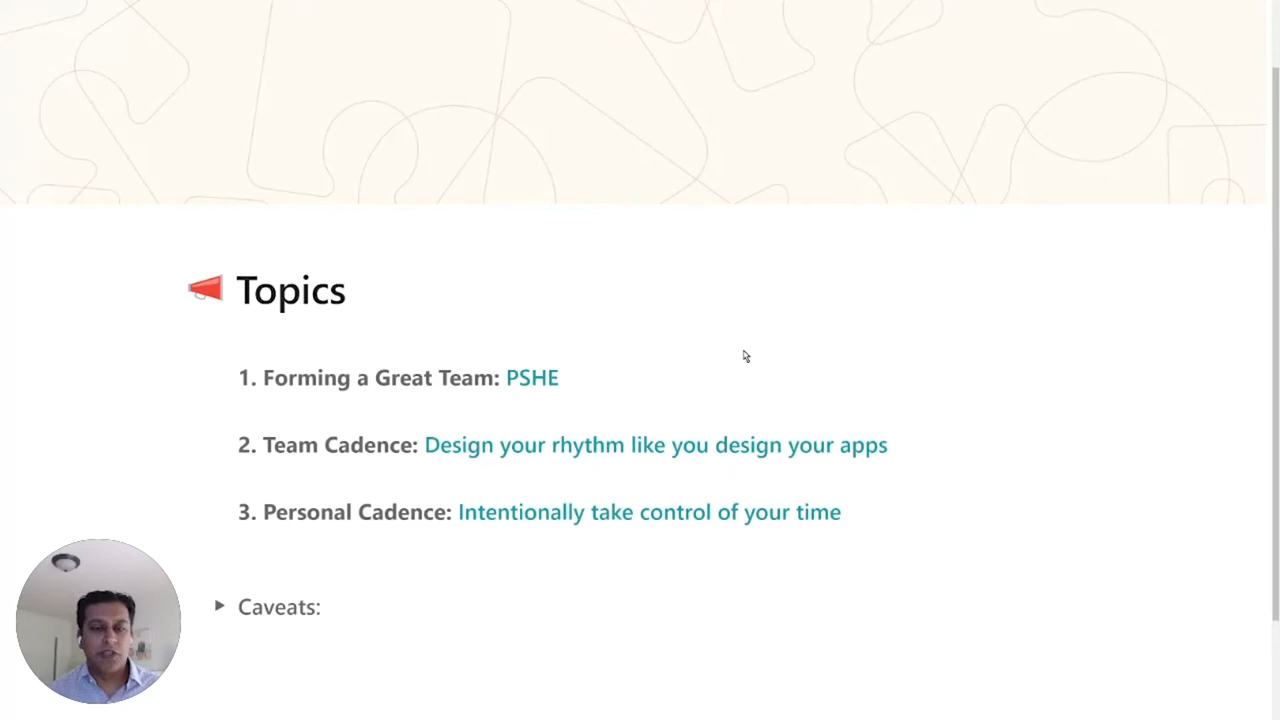 Topics
1. Forming a Great Team: PSHE
2. Team Cadence: Design your rhythm like you design your apps
3. Personal Cadence: Intentionally take control of your time
Caveats: